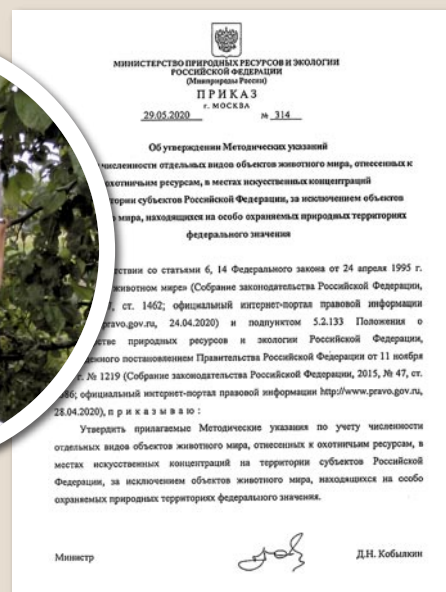 МИНИСТЕРСТВО ПРИРОДНЫХ РЕСУРСОВ И ЭКОЛОГИИ
РОССИЙСКОЙ ФЕДЕРАЦИИ
(Минприроды России)
ПРИКАЗ
г. МОСКВА
29.05.2020 № 314
Об утверждении Методических указаний
численности отдельных видов объектов животного мира, отнесенных к
охотничьим ресурсам, в местах искусственных концентраций
субъектов Российской Федерации, за исключением объектов
мира, находящихся на особо охраняемых природных территориях
федерального значения
со статьями 6, 14 Федерального закона от 24 апреля 1995 г.
животном мире» (Собрание законодательства Российской Федерации,
ст. 1462; официальный интернет-портал правовой информации
pravo.gov.ru, 24.04.2020) и подпунктом 5.2.133 Положения о
природных ресурсов и экологии Российской Федерации,
постановлением Правительства Российской Федерации от 11 ноября
г. № 1219 (Собрание законодательства Российской Федерации, 2015, № 47, ст.
официальный интернет-портал правовой информации http://www.pravo.gov.ru,
28.04.2020), п р и к а з ы в а ю :
Утвердить прилагаемые Методические указания по учету численности
отдельных видов объектов животного мира, отнесенных к охотничьим ресурсам, в
местах искусственных концентраций на территории субъектов Российской
Федерации, за исключением объектов животного мира, находящихся на особо
охраняемых природных территориях федерального значения.
Министр Д.Н. Кобылкин